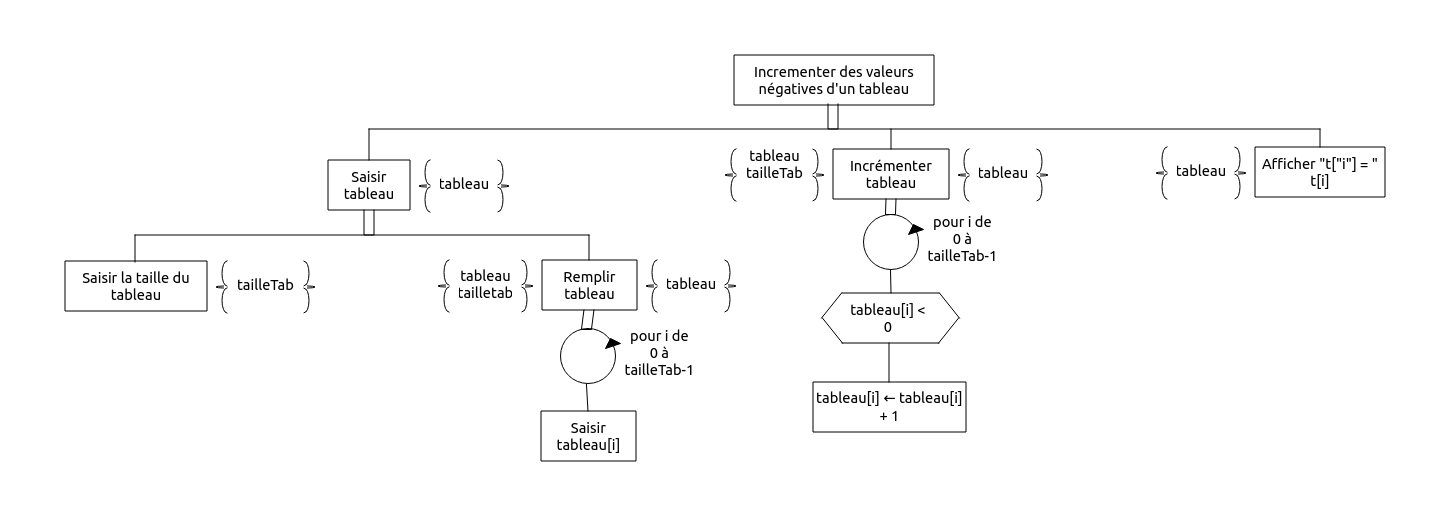 Incrementer des valeurs
négatives d'un tableau
Saisir
tableau
tableau
tableau
tailleTab
Incrémenter
tableau
tableau
tableau
Afficher "t["i"] = "
t[i]
Saisir la taille du
tableau
tailleTab
tableau
tailletab
Remplir
tableau
tableau
pour i de
0 à
tailleTab-1
Saisir
tableau[i]
pour i de
0 à
tailleTab-1
tableau[i] <
0
tableau[i] ← tableau[i]
+ 1